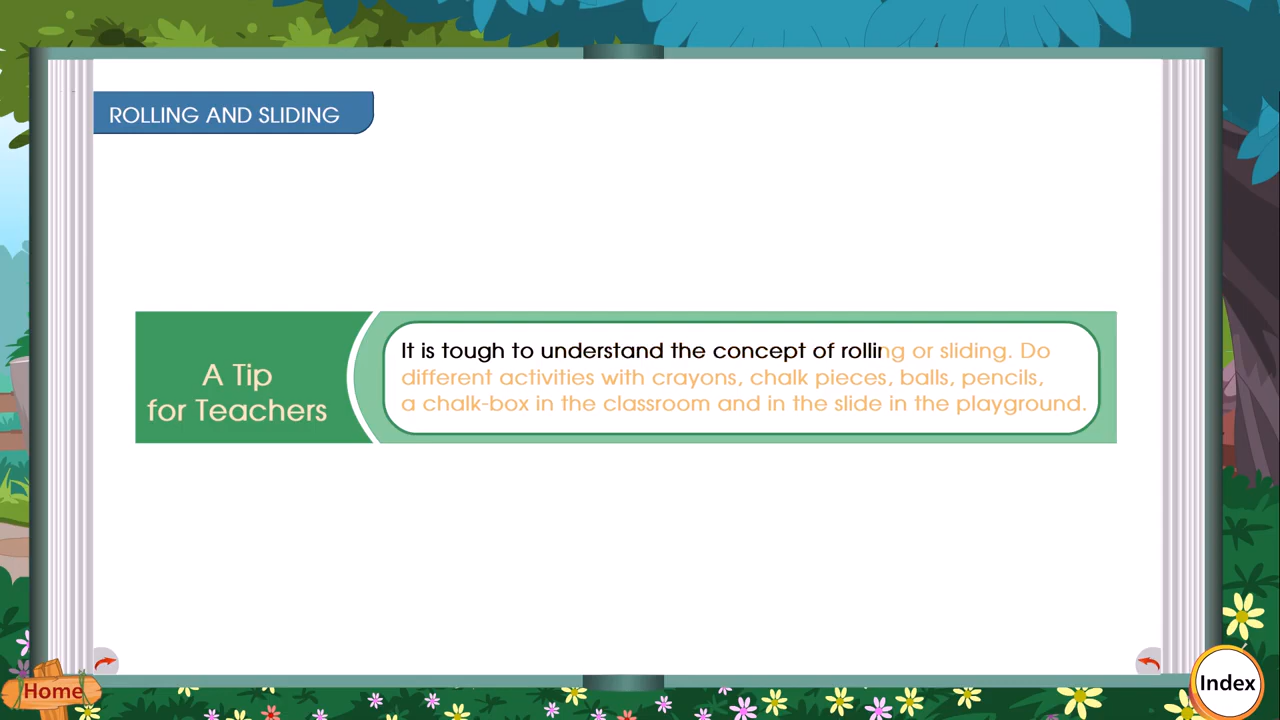 ROLLING AND SLIDING
A Tip
for Teachers
It is tough to understand the concept of rolling or sliding. Do
different activities with crayons, chalk pieces, balls, pencils,
a chalk-box in the classroom and in the slide in the playground.
Home
Index